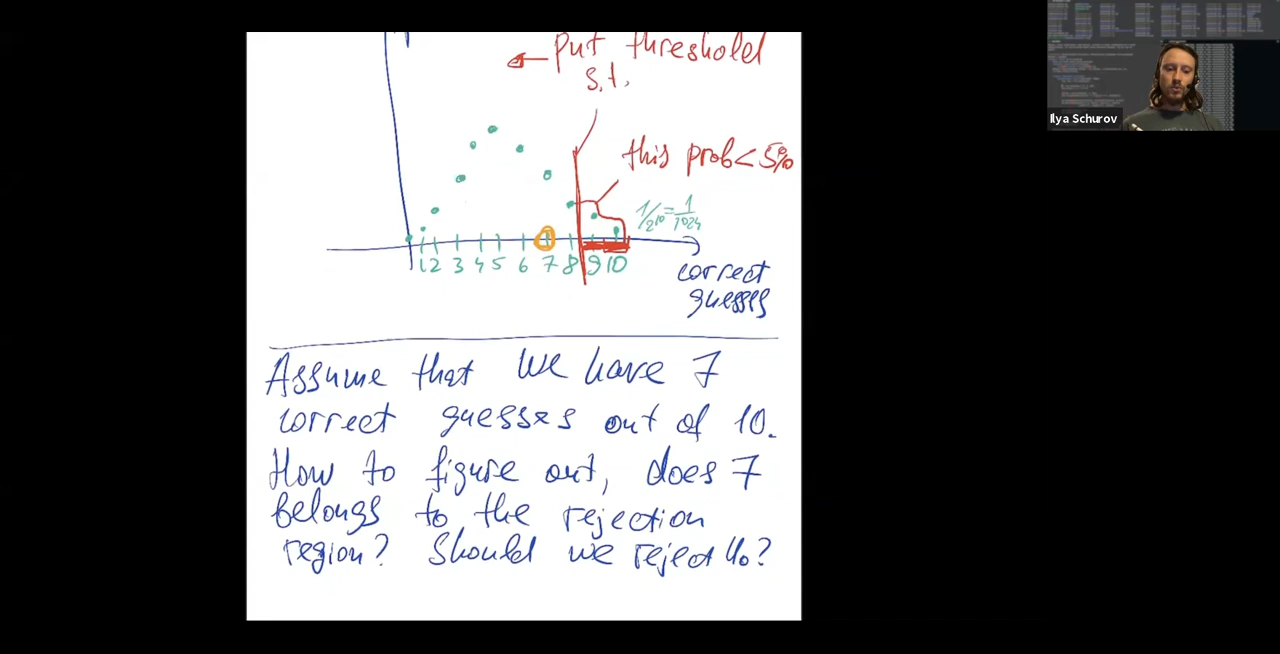 put threshold
s.t.
this prob < 5%
1/2^10 = 1/1024
1 2 3 4 5 6 7 8 9 10
correct
guesses
Assume that we have 7
correct guesses out of 10.
How to figure out, does 7
belongs to the rejection
region? Should we reject H₀?
Ilya Schurov